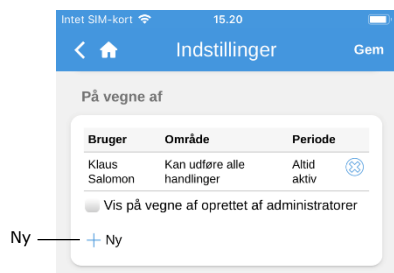 Intet SIM-kort 15.20
Indstillinger Gem
På vegne af
Bruger Område Periode
Klaus Salomon Kan udføre alle handlinger Altid aktiv
Vis på vegne af oprettet af administratorer
Ny
Ny